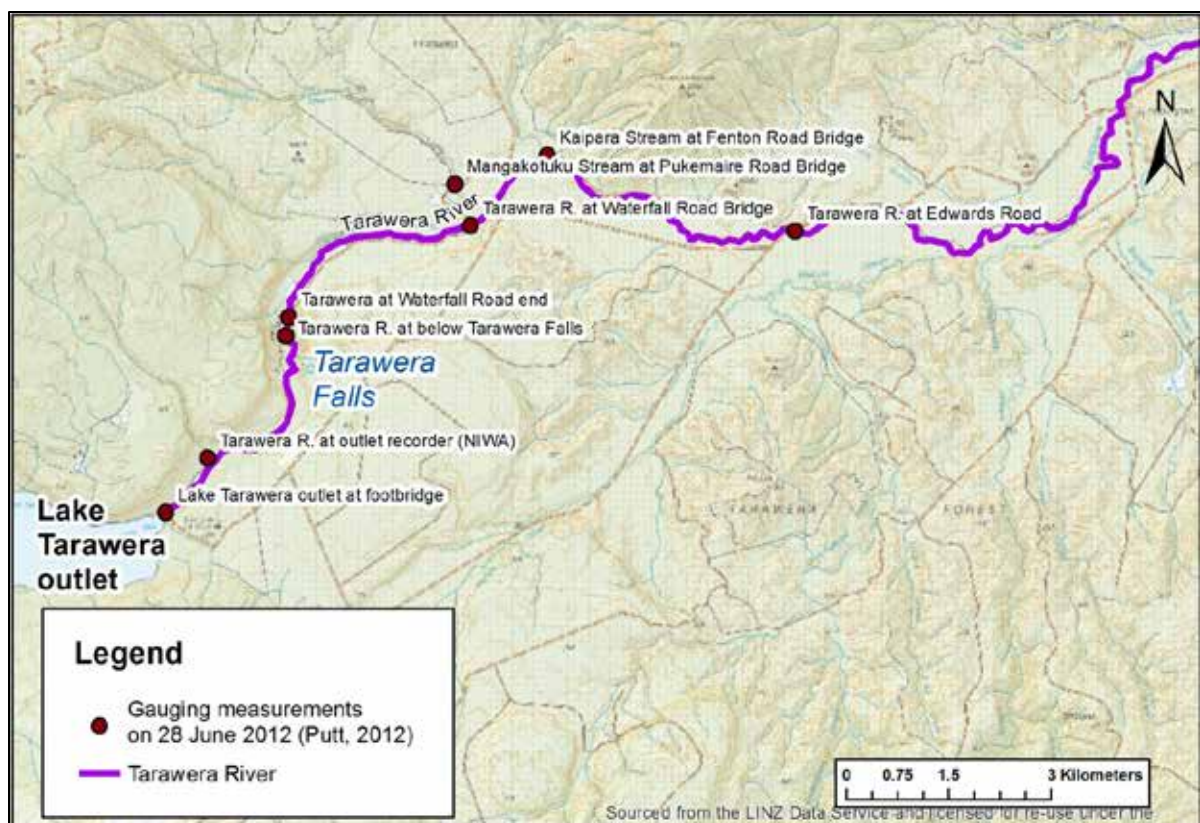 N
Kaipara Stream at Fenton Road Bridge
Mangakotuku Stream at Pukemaire Road Bridge
Tarawera River
Tarawera R. at Waterfall Road Bridge
Tarawera R. at Edwards Road
Tarawera at Waterfall Road end
Tarawera R. at below Tarawera Falls
Tarawera
Falls
Tarawera R. at outlet recorder (NIWA)
Lake Tarawera outlet at footbridge
Lake
Tarawera
outlet
TARAWERA
FOREST
Legend
Gauging measurements
on 28 June 2012 (Putt, 2012)
Tarawera River
0 0.75 1.5 3 Kilometers
Sourced from the LINZ Data Service and licensed for re-use under the